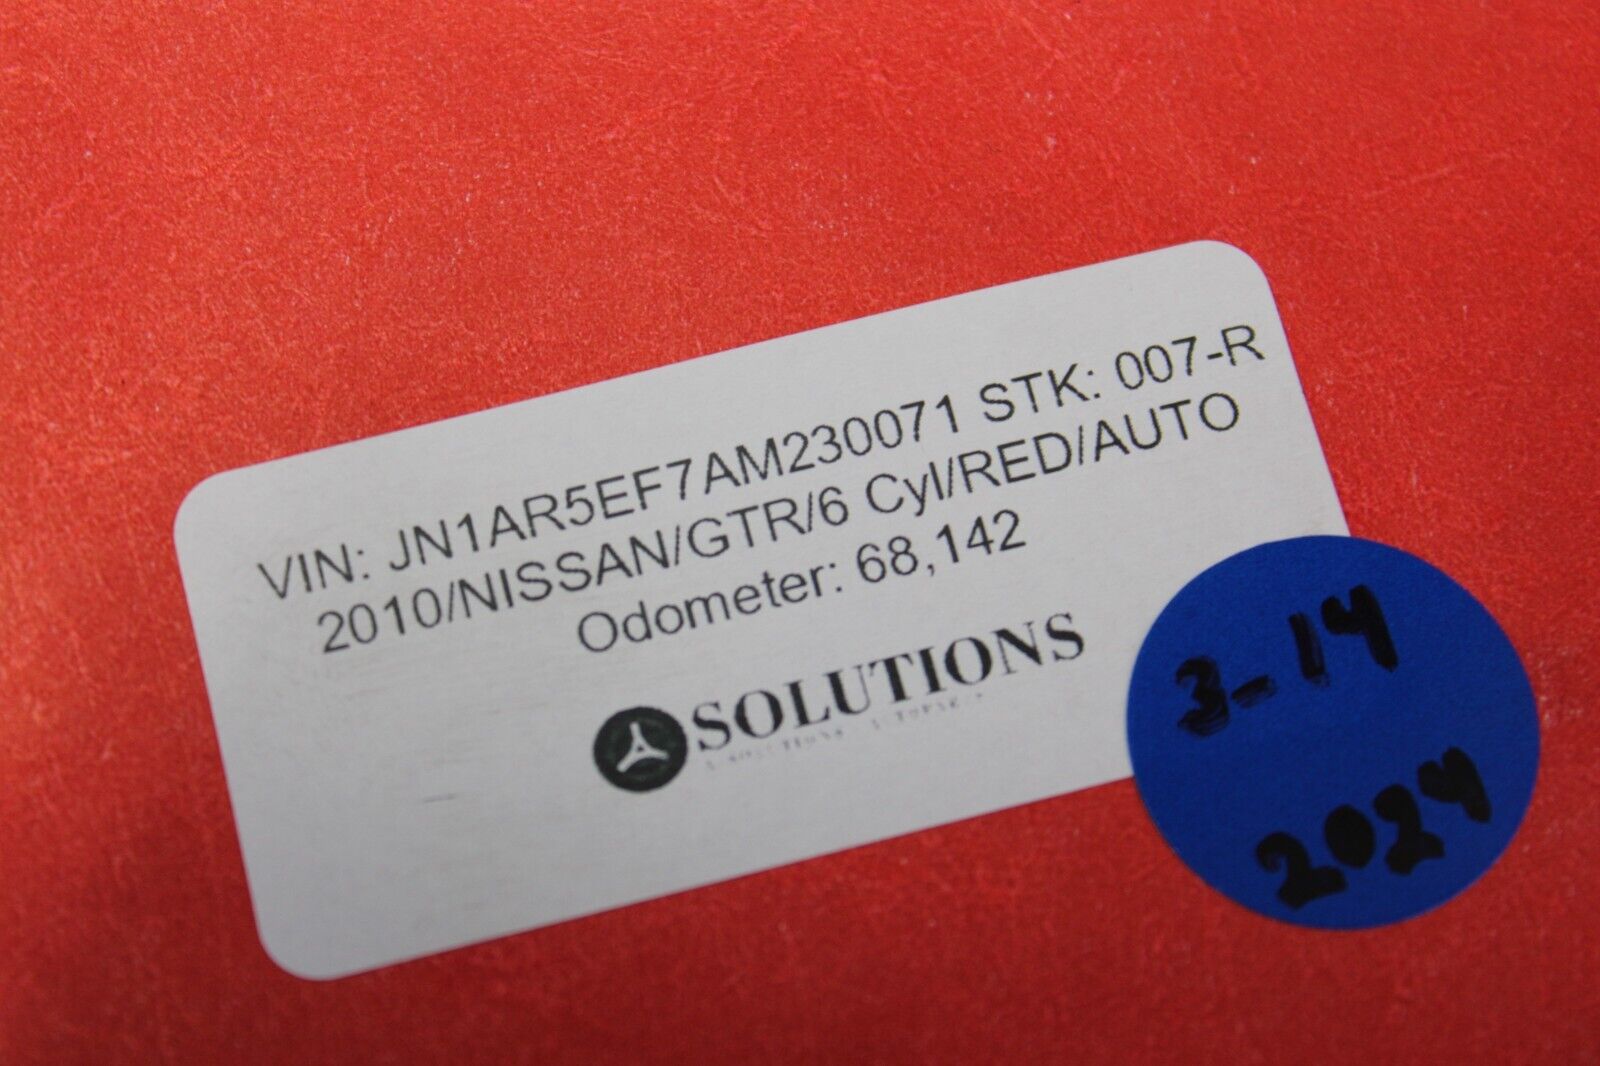 VIN: JN1AR5EF7AM230071 STK: 007-R
2010/NISSAN/GTR/6 Cyl/RED/AUTO
Odometer: 68,142
SOLUTIONS
3-14
2024